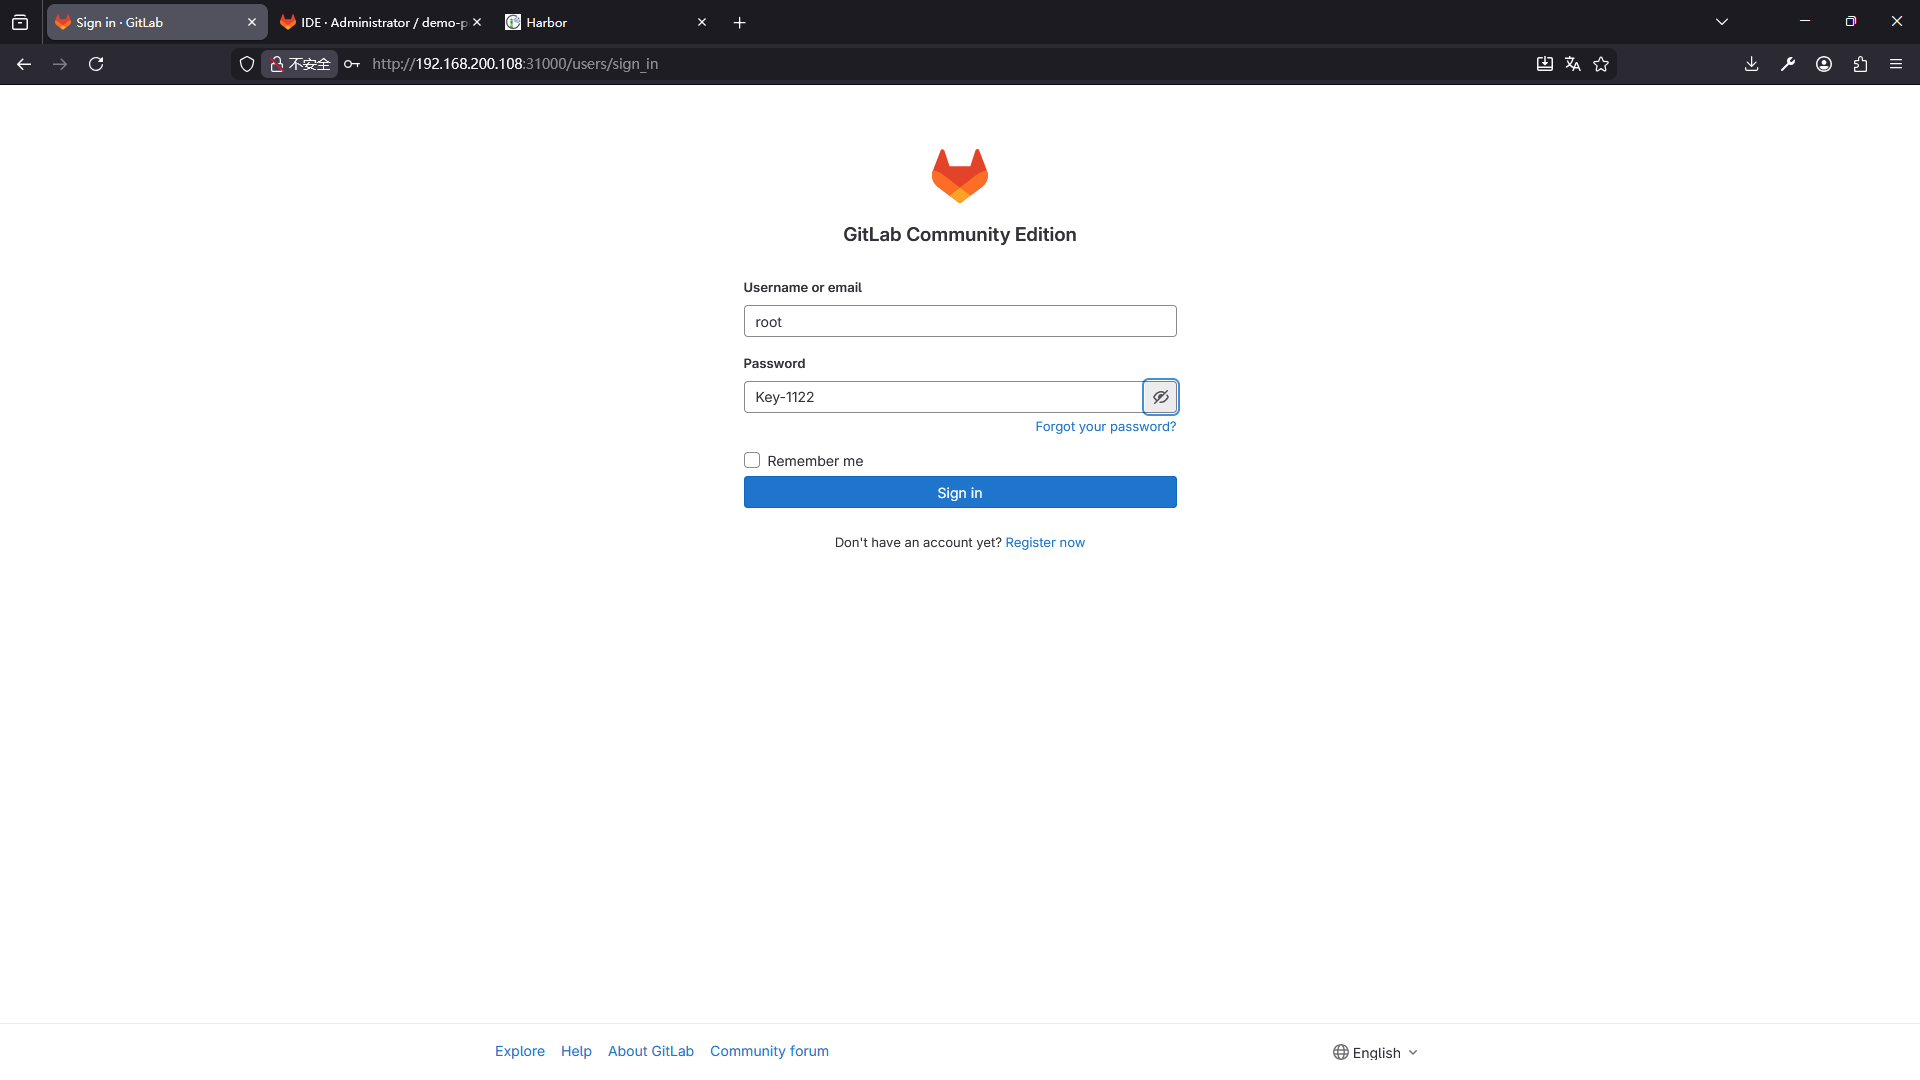 Sign in · GitLab
IDE · Administrator / demo-p
Harbor
不安全
http://192.168.200.108:31000/users/sign_in
GitLab Community Edition
Username or email
root
Password
Key-1122
Forgot your password?
Remember me
Sign in
Don't have an account yet? Register now
Explore
Help
About GitLab
Community forum
English